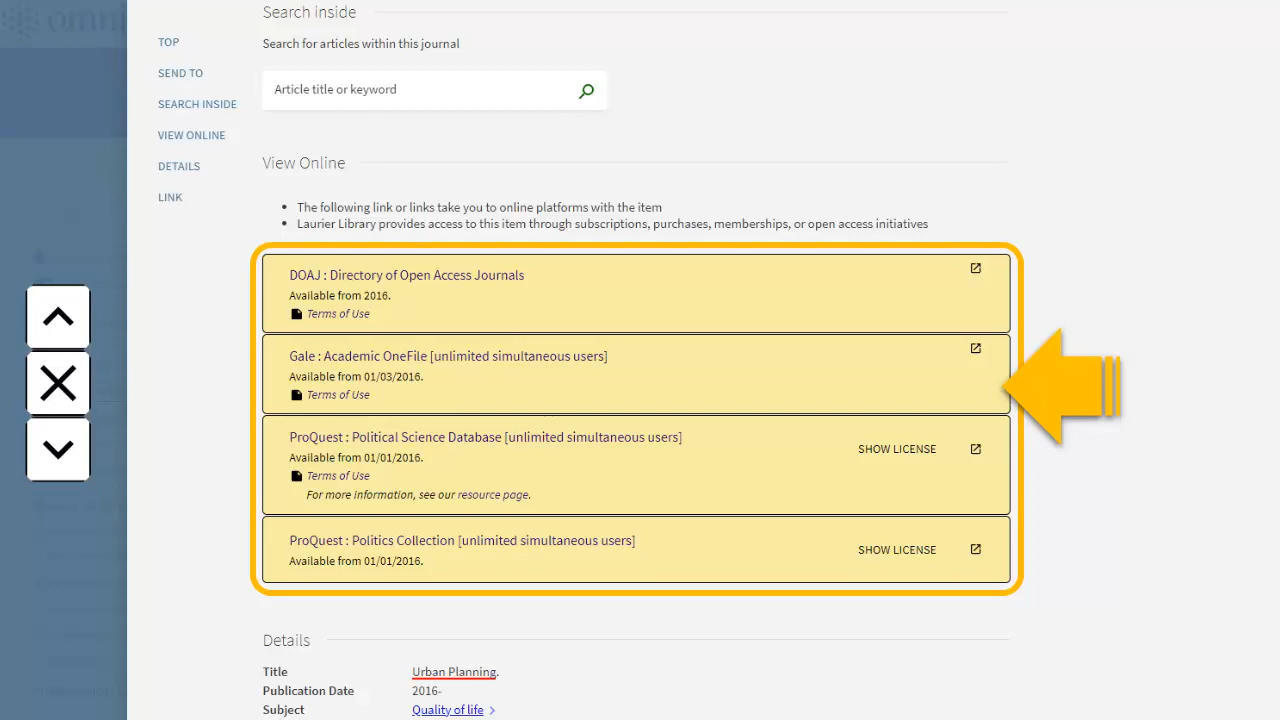 omni
Search inside
TOP
Search for articles within this journal
SEND TO
Article title or keyword
SEARCH INSIDE
VIEW ONLINE
View Online
DETAILS
LINK
The following link or links take you to online platforms with the item
Laurier Library provides access to this item through subscriptions, purchases, memberships, or open access initiatives
DOAJ : Directory of Open Access Journals
Available from 2016.
Terms of Use
Gale : Academic OneFile [unlimited simultaneous users]
Available from 01/03/2016.
Terms of Use
ProQuest : Political Science Database [unlimited simultaneous users]
SHOW LICENSE
Available from 01/01/2016.
Terms of Use
For more information, see our resource page.
ProQuest : Politics Collection [unlimited simultaneous users]
SHOW LICENSE
Available from 01/01/2016.
Details
Title Urban Planning.
Publication Date 2016-
Subject Quality of life